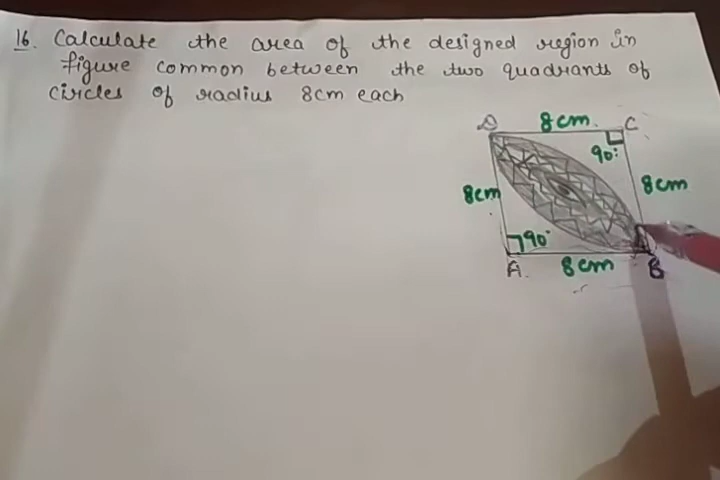 16. Calculate the area of the designed region in
figure common between the two quadrants of
circles of radius 8cm each
D 8cm. C
90°
8cm 8cm
90°
A 8cm B